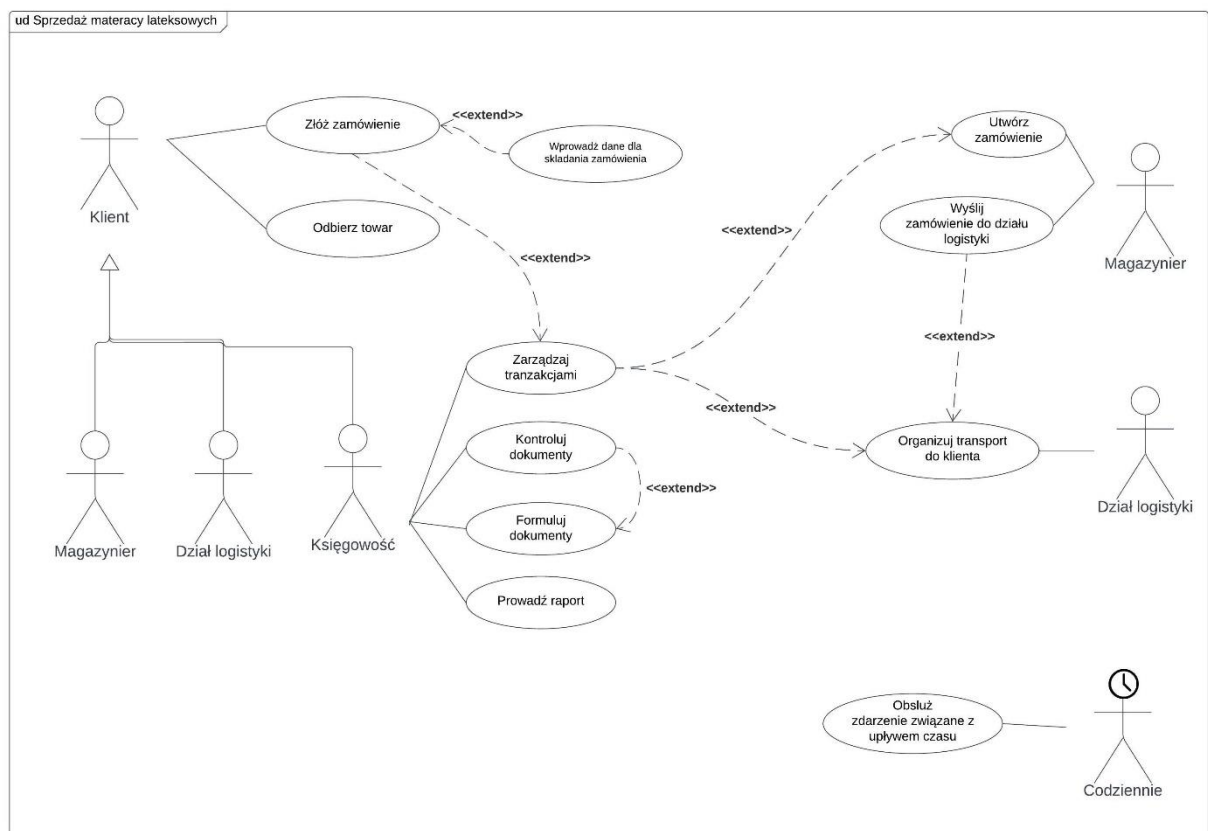 ud Sprzedaż materacy lateksowych
Klient
Złóż zamówienie
<<extend>>
Wprowadż dane dla
skladania zamówienia
Odbierz towar
<<extend>>
Utwórz
zamówienie
Wyślij
zamówienie do działu
logistyki
Magazynier
<<extend>>
<<extend>>
Zarządzaj
tranzakcjami
<<extend>>
Kontroluj
dokumenty
<<extend>>
Formuluj
dokumenty
Prowadź raport
Organizuj transport
do klienta
Dział logistyki
Magazynier
Dział logistyki
Księgowość
Obsluż
zdarzenie związane z
upływem czasu
Codziennie